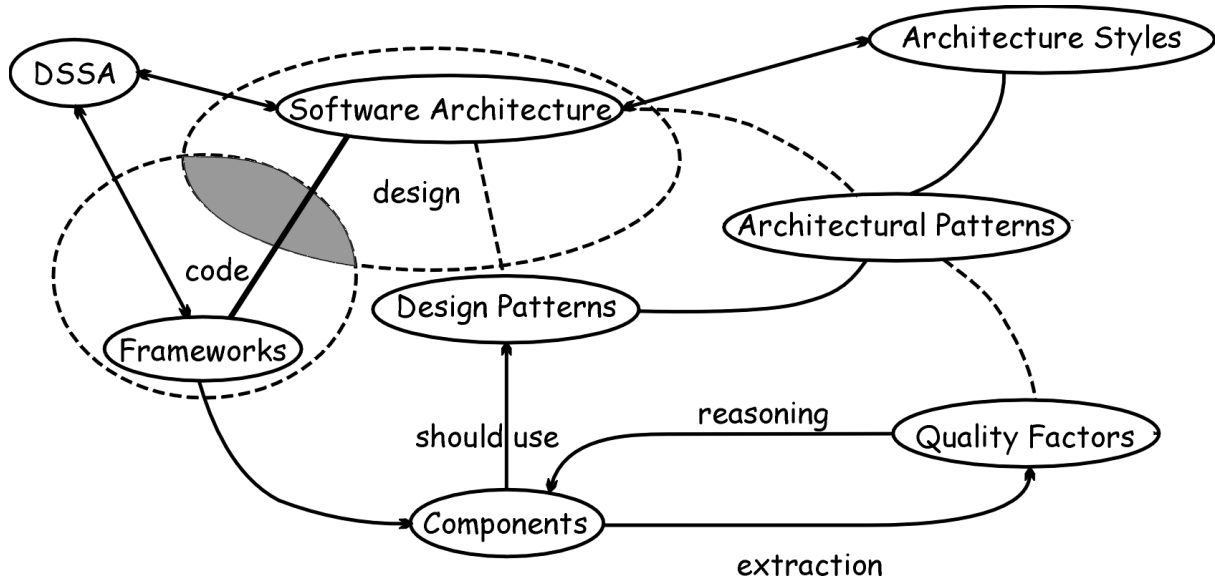 Architecture Styles
DSSA
Software Architecture
design
Architectural Patterns
code
Design Patterns
Frameworks
reasoning
should use
Quality Factors
Components
extraction